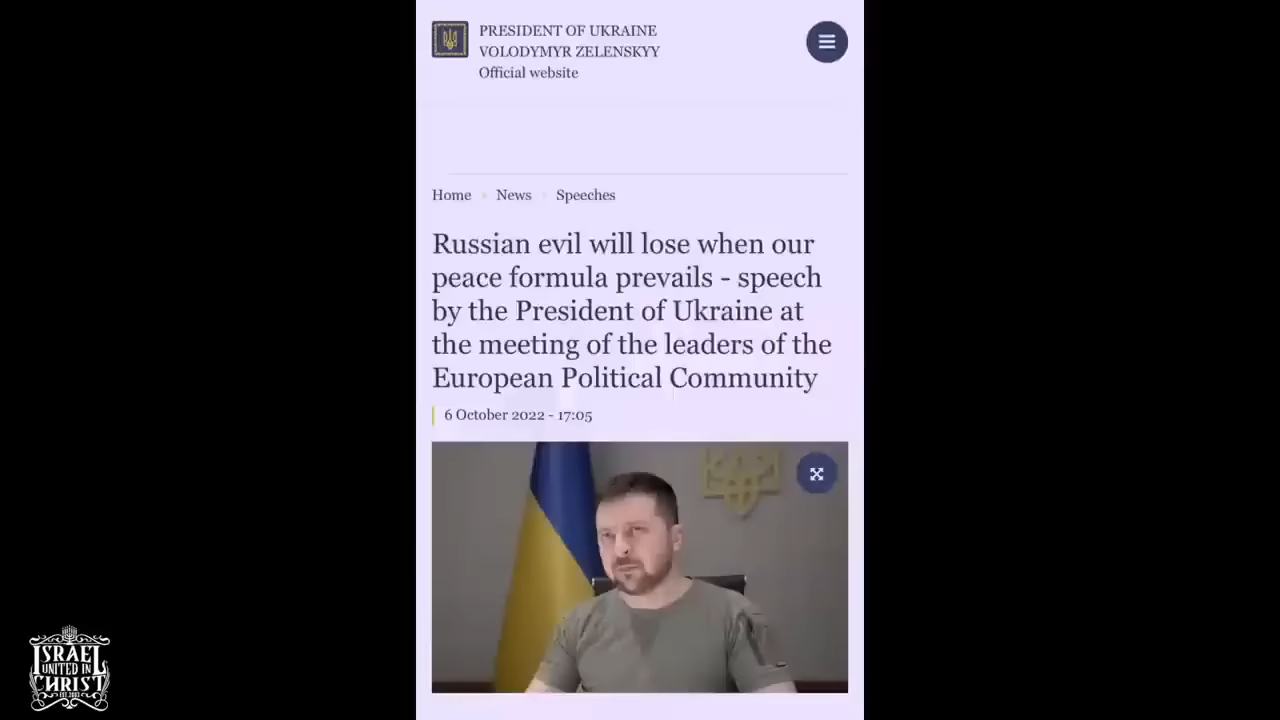 PRESIDENT OF UKRAINE
VOLODYMYR ZELENSKYY
Official website
Home
News
Speeches
Russian evil will lose when our
peace formula prevails - speech
by the President of Ukraine at
the meeting of the leaders of the
European Political Community
6 October 2022 - 17:05
ISRAEL
UNITED IN
CHRIST
EST. 2003